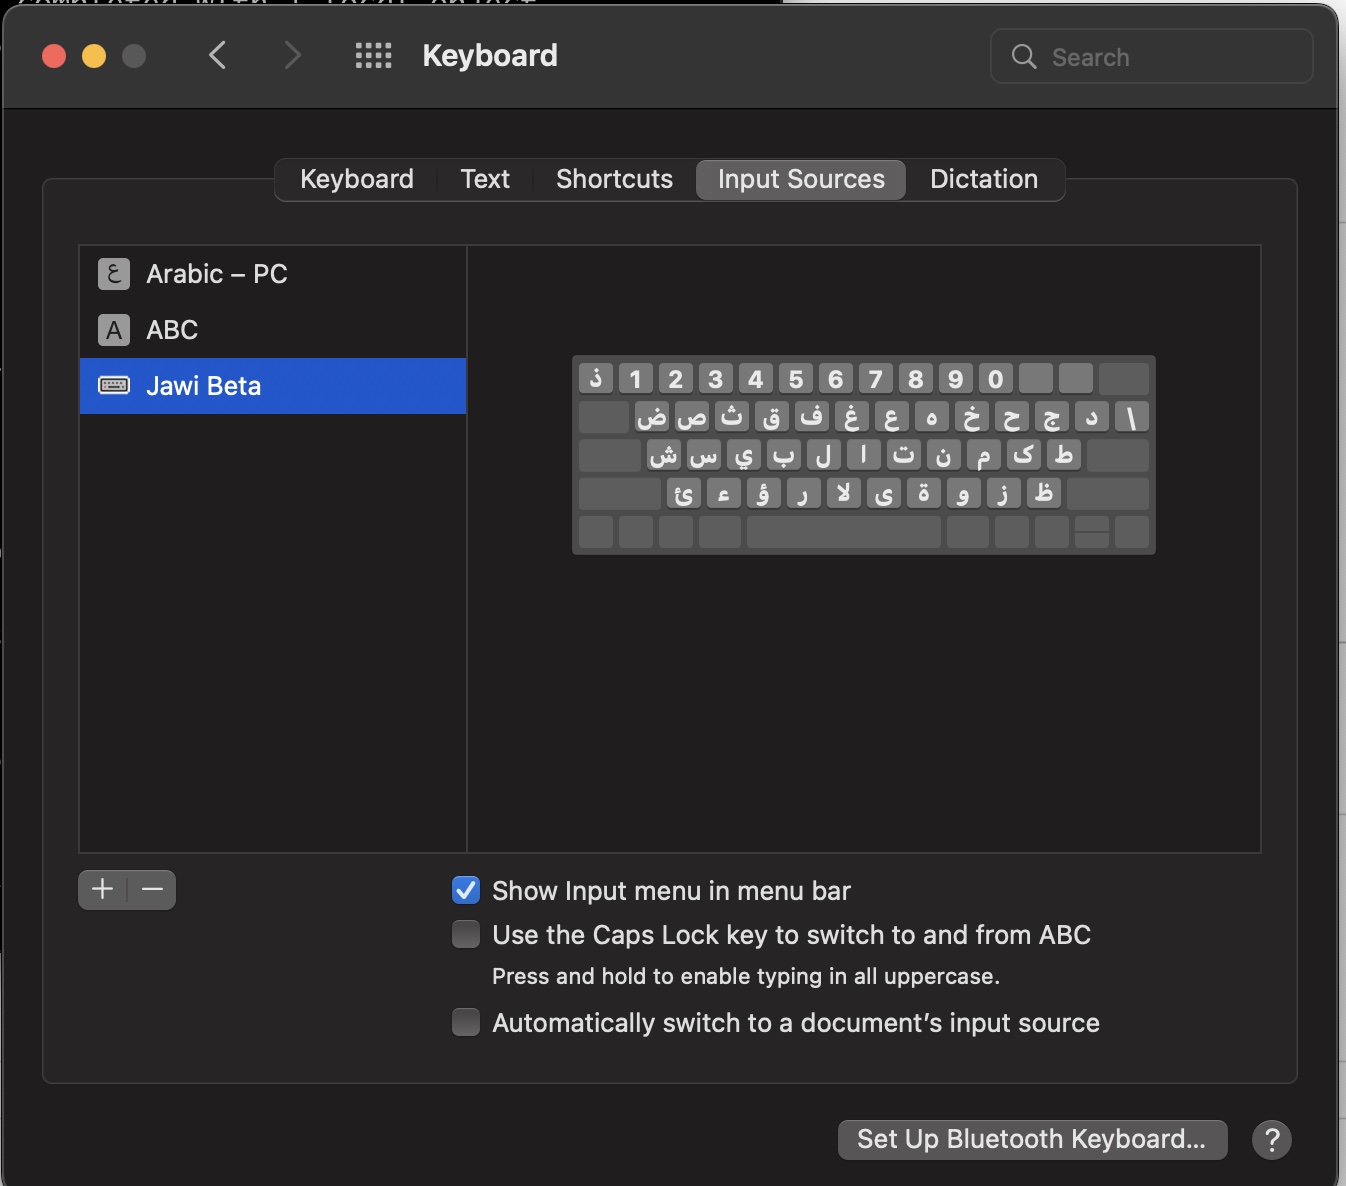 Keyboard
Search
Keyboard Text Shortcuts Input Sources Dictation
ع Arabic – PC
A ABC
Jawi Beta
ذ 1 2 3 4 5 6 7 8 9 0
ض ص ث ق ف غ ع ه خ ح ج د \
ش س ي ب ل ا ت ن م ک ط
ئ ء ؤ ر لا ى ة و ز ظ
+ −
Show Input menu in menu bar
Use the Caps Lock key to switch to and from ABC
Press and hold to enable typing in all uppercase.
Automatically switch to a document’s input source
Set Up Bluetooth Keyboard... ?